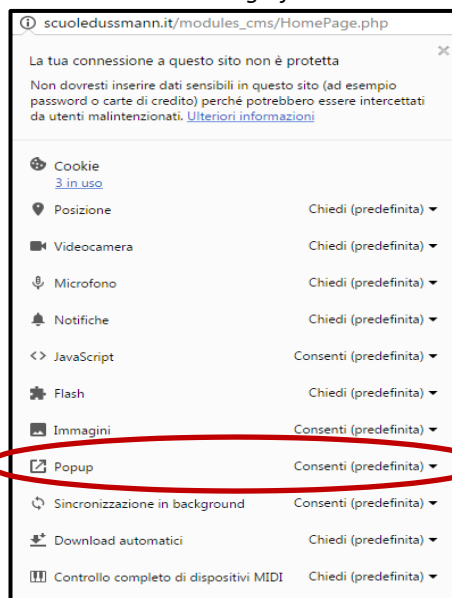 scuoledussmann.it/modules_cms/HomePage.php
La tua connessione a questo sito non è protetta
Non dovresti inserire dati sensibili in questo sito (ad esempio
password o carte di credito) perché potrebbero essere intercettati
da utenti malintenzionati. Ulteriori informazioni
Cookie
3 in uso
Posizione Chiedi (predefinita)
Videocamera Chiedi (predefinita)
Microfono Chiedi (predefinita)
Notifiche Chiedi (predefinita)
JavaScript Consenti (predefinita)
Flash Chiedi (predefinita)
Immagini Consenti (predefinita)
Popup Consenti (predefinita)
Sincronizzazione in background Consenti (predefinita)
Download automatici Chiedi (predefinita)
Controllo completo di dispositivi MIDI Chiedi (predefinita)